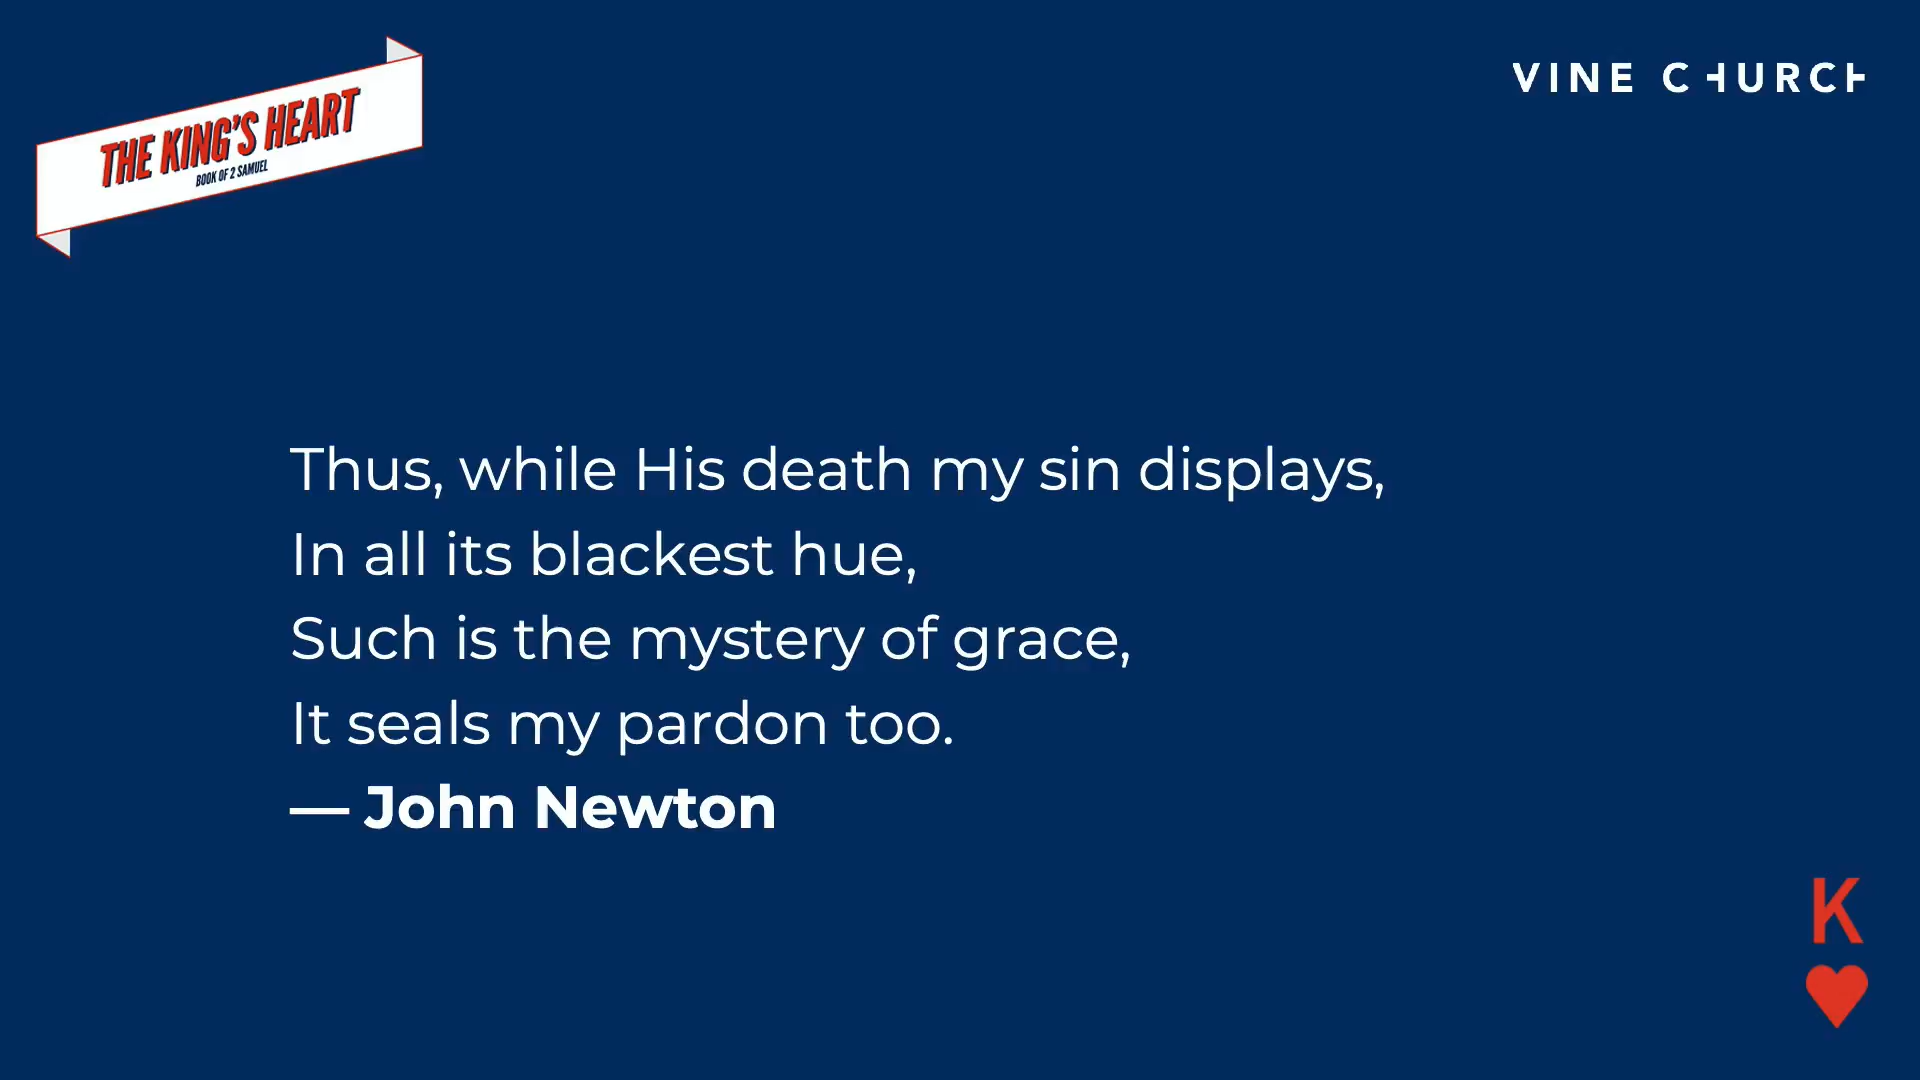 THE KING'S HEART
BOOK OF 2 SAMUEL
VINE CHURCH
Thus, while His death my sin displays,
In all its blackest hue,
Such is the mystery of grace,
It seals my pardon too.
— John Newton
K